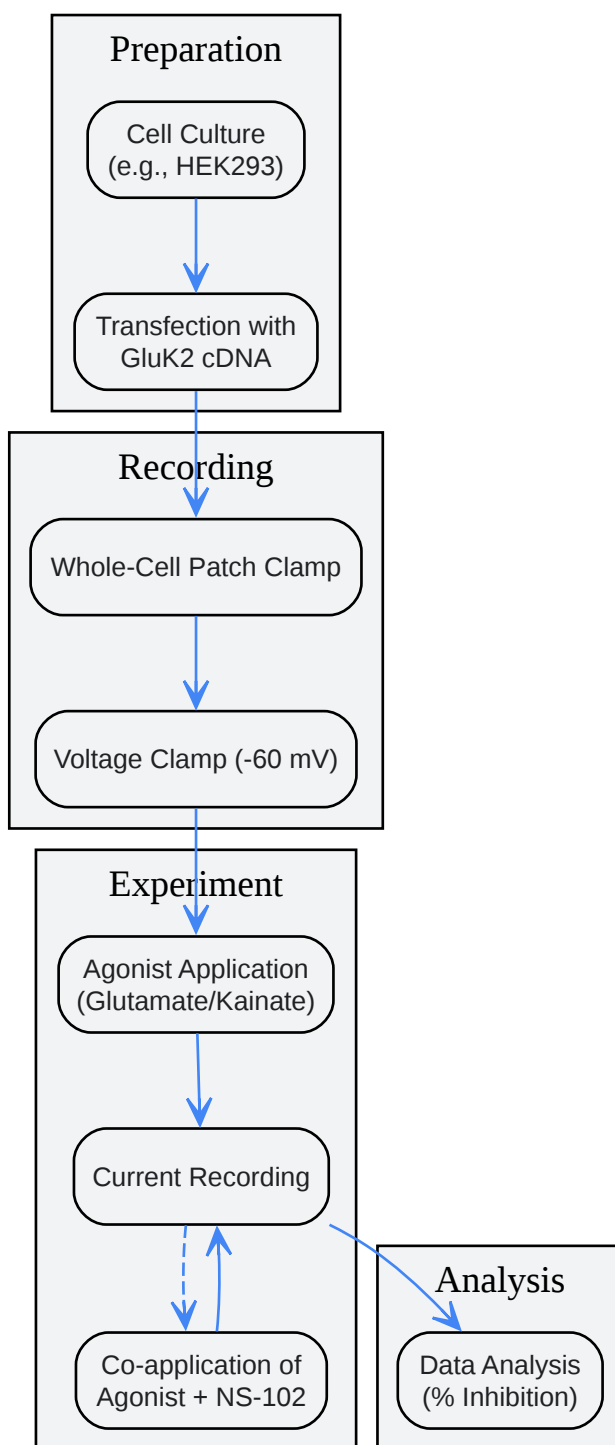 Preparation
Cell Culture
(e.g., HEK293)
Transfection with
GluK2 cDNA
Recording
Whole-Cell Patch Clamp
Voltage Clamp (-60 mV)
Experiment
Agonist Application
(Glutamate/Kainate)
Current Recording
Co-application of
Agonist + NS-102
Analysis
Data Analysis
(% Inhibition)